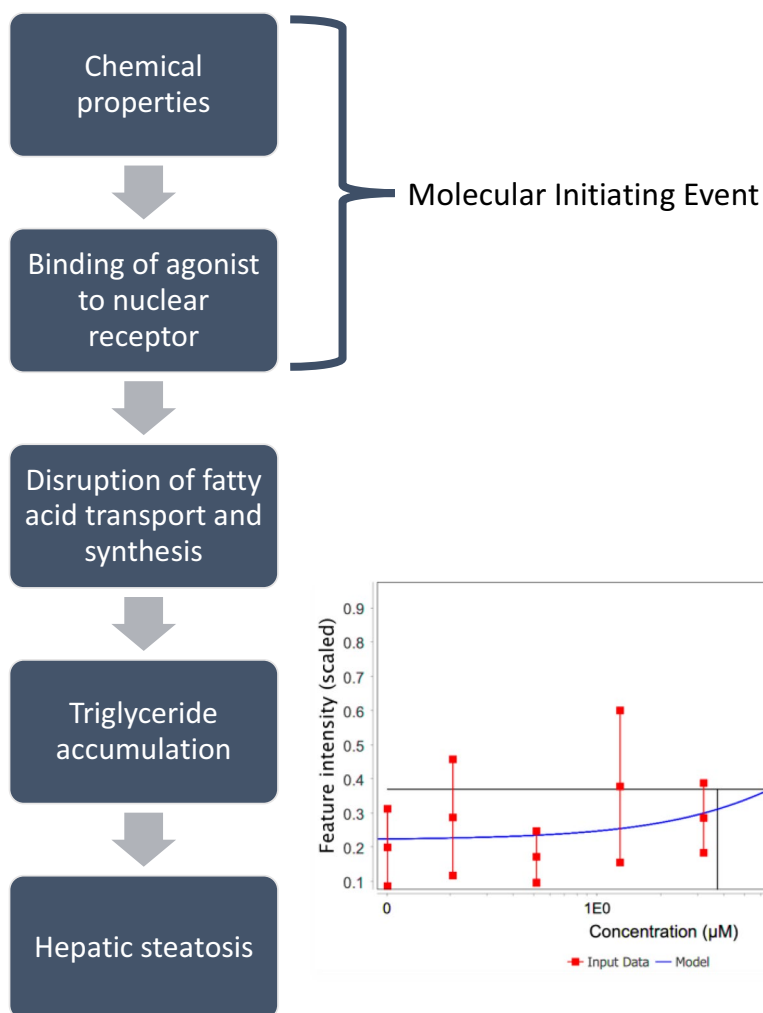 Chemical
properties
Molecular Initiating Event
Binding of agonist
to nuclear
receptor
Disruption of fatty
acid transport and
synthesis
Triglyceride
accumulation
Hepatic steatosis
Feature intensity (scaled)
0.9
0.8
0.7
0.6
0.5
0.4
0.3
0.2
0.1
0
1E0
Concentration (µM)
Input Data
Model